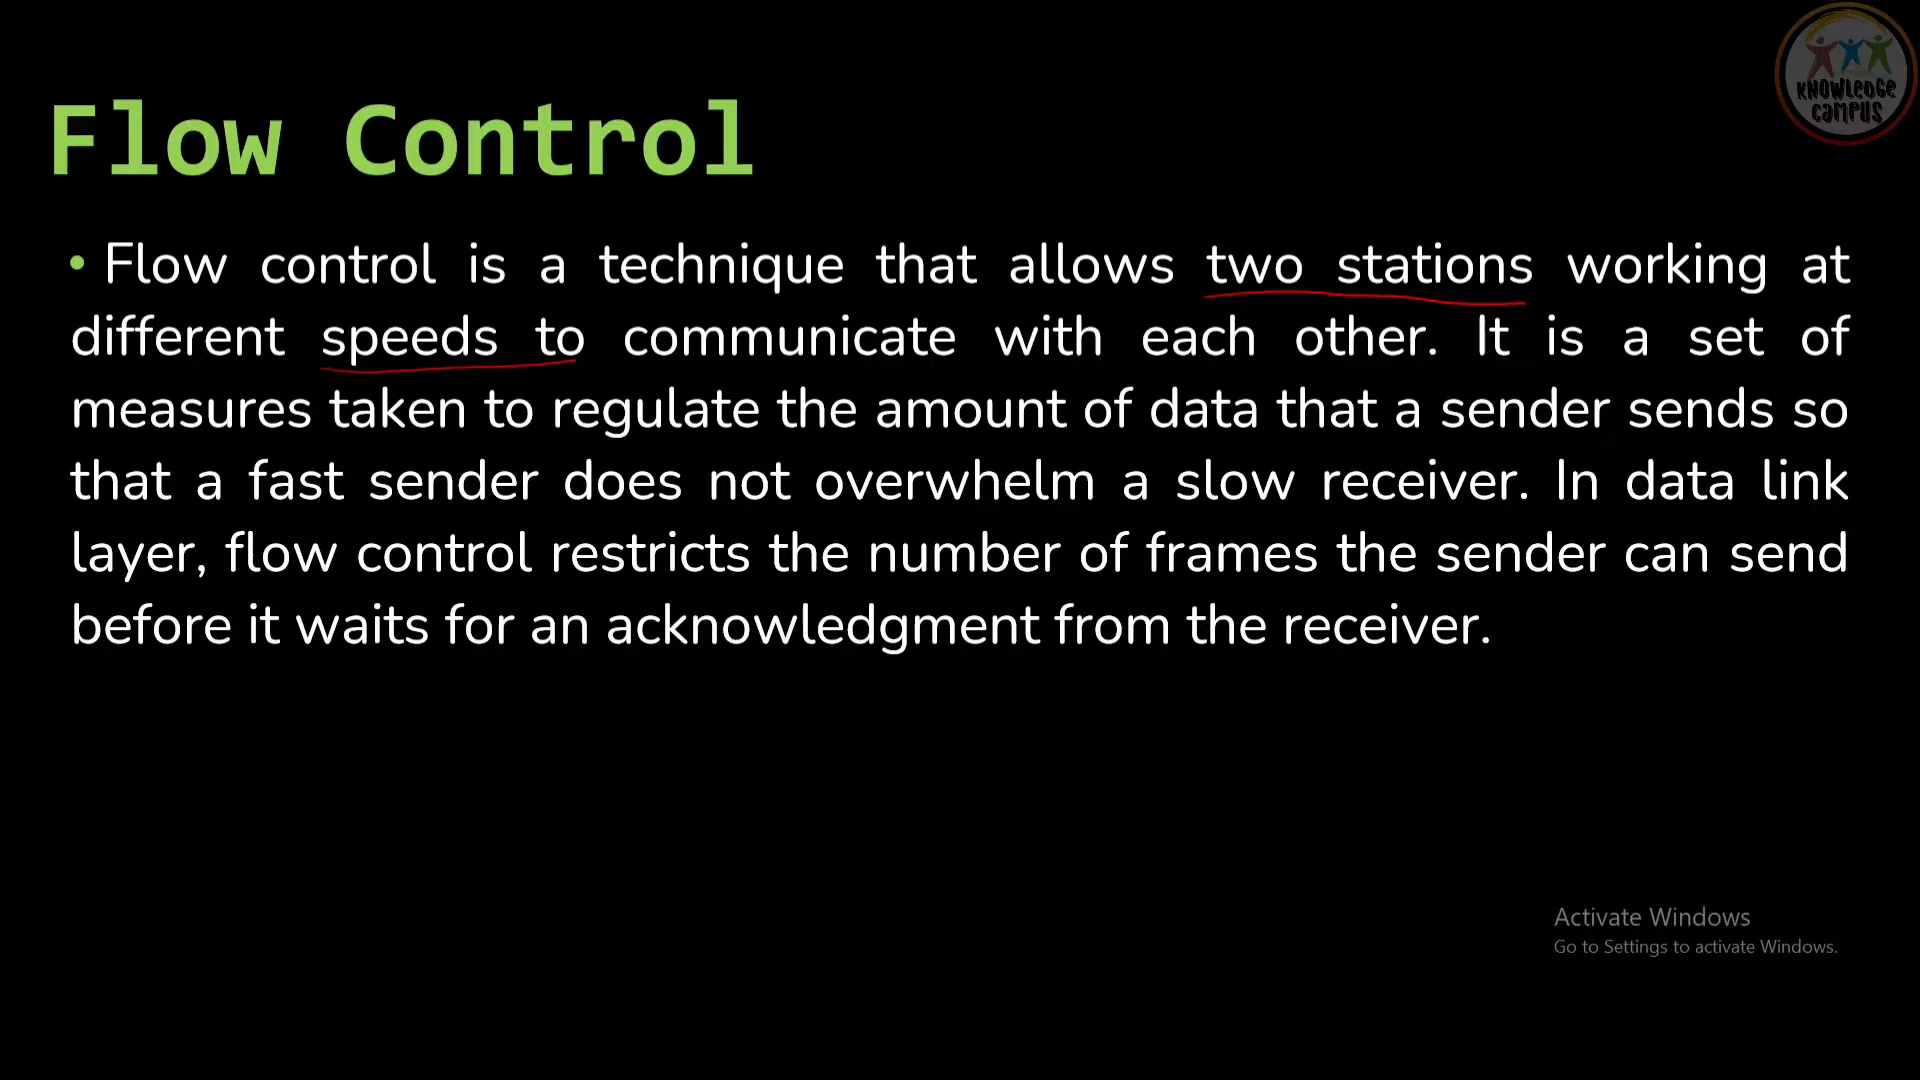 KNOWLEDGE
CAMPUS
Flow Control
• Flow control is a technique that allows two stations working at
different speeds to communicate with each other. It is a set of
measures taken to regulate the amount of data that a sender sends so
that a fast sender does not overwhelm a slow receiver. In data link
layer, flow control restricts the number of frames the sender can send
before it waits for an acknowledgment from the receiver.
Activate Windows
Go to Settings to activate Windows.